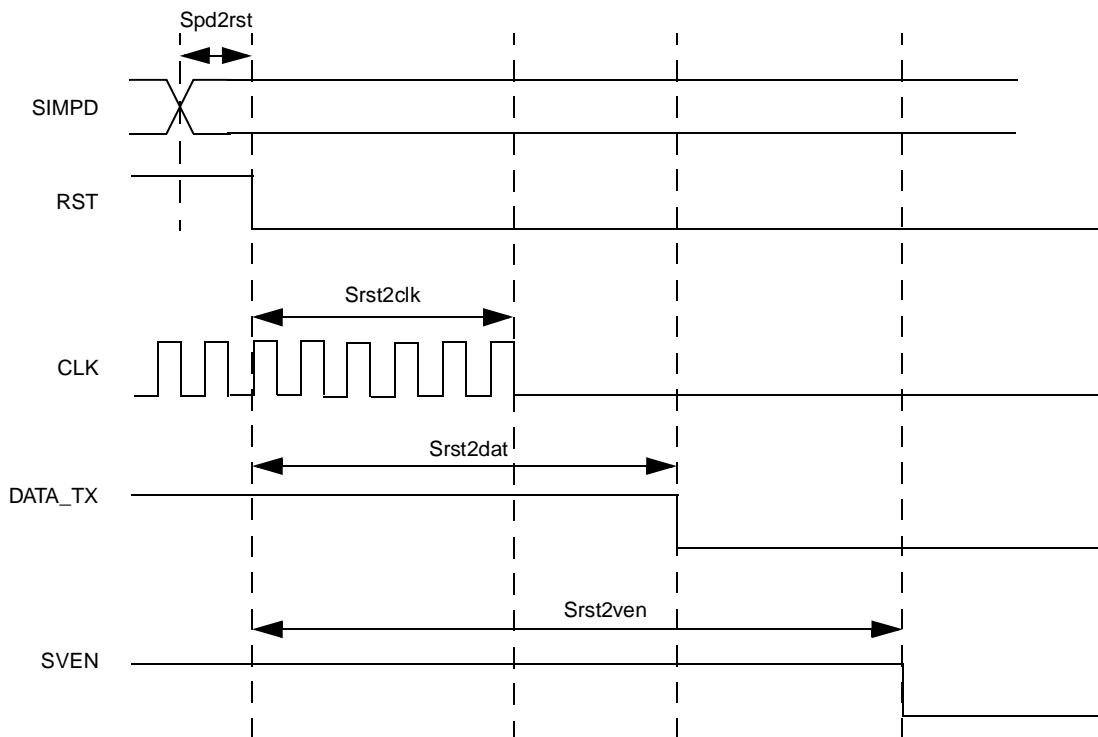 Spd2rst
SIMPD
RST
Srst2clk
CLK
Srst2dat
DATA_TX
Srst2ven
SVEN